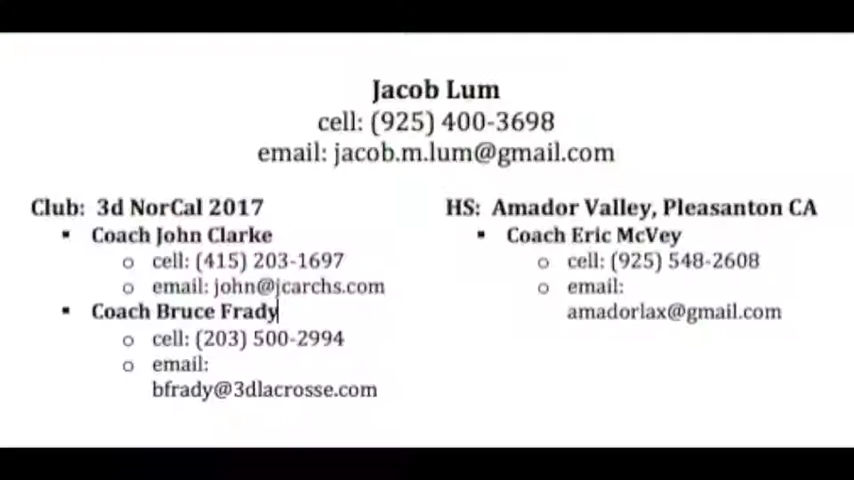 Jacob Lum
cell: (925) 400-3698
email: jacob.m.lum@gmail.com
Club: 3d NorCal 2017
▪ Coach John Clarke
o cell: (415) 203-1697
o email: john@jcarchs.com
▪ Coach Bruce Frady
o cell: (203) 500-2994
o email:
bfrady@3dlacrosse.com
HS: Amador Valley, Pleasanton CA
▪ Coach Eric McVey
o cell: (925) 548-2608
o email:
amadorlax@gmail.com